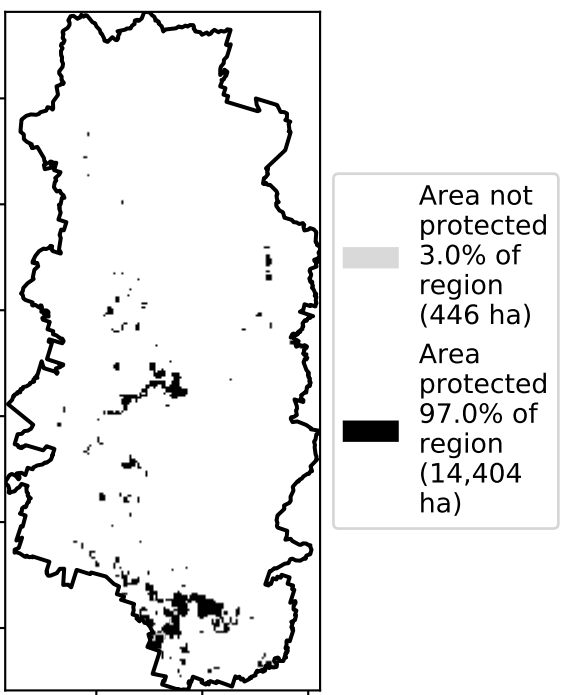 Area not
protected
3.0% of
region
(446 ha)
Area
protected
97.0% of
region
(14,404
ha)